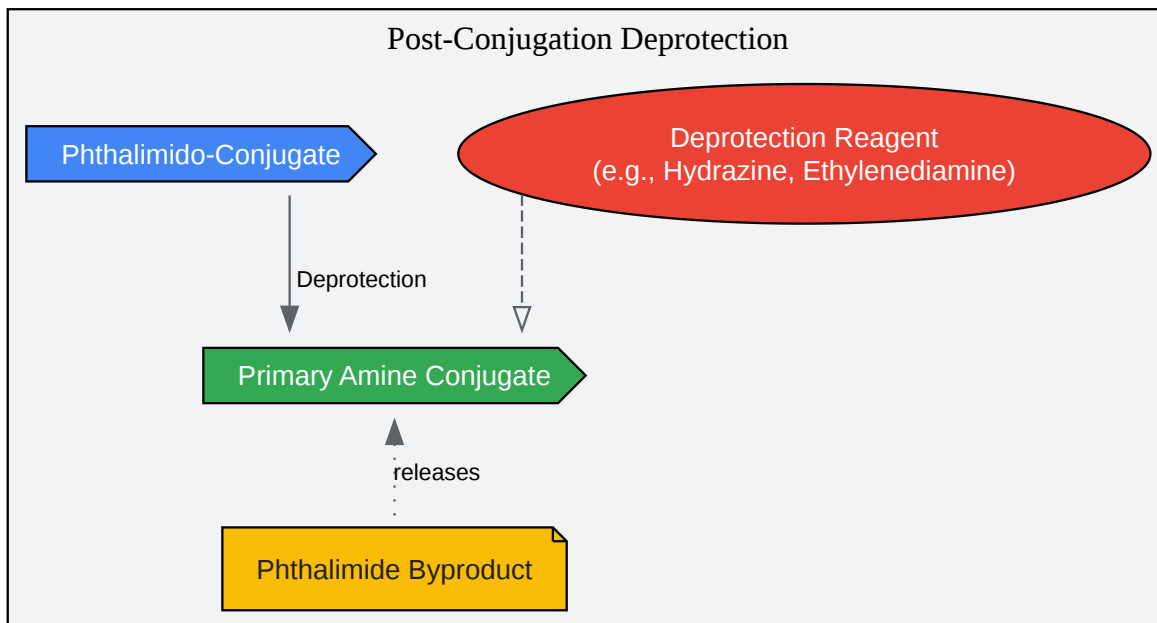 Post-Conjugation Deprotection
Phthalimido-Conjugate
Deprotection Reagent
(e.g., Hydrazine, Ethylenediamine)
Deprotection
Primary Amine Conjugate
releases
Phthalimide Byproduct